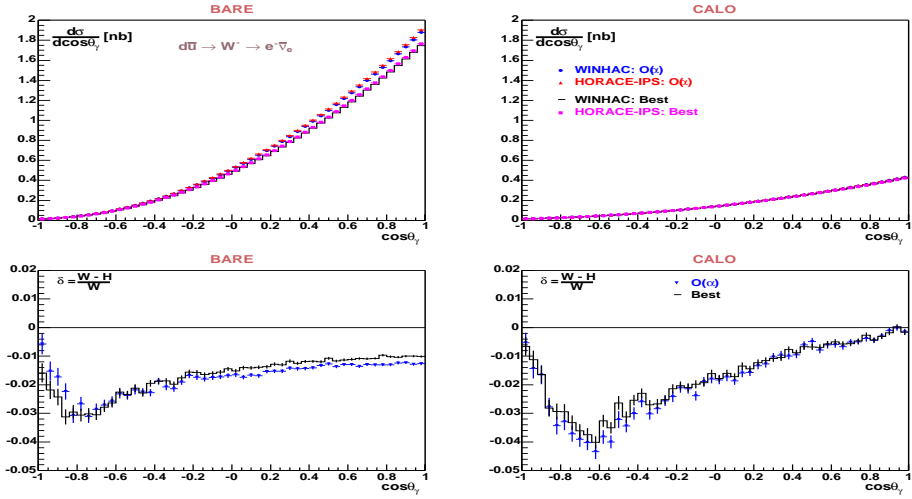 BARE
dσ/dcosθγ [nb]
dū → W⁻ → e⁻ν̄e
2
1.8
1.6
1.4
1.2
1
0.8
0.6
0.4
0.2
0
-1 -0.8 -0.6 -0.4 -0.2 -0 0.2 0.4 0.6 0.8 1
cosθγ
CALO
dσ/dcosθγ [nb]
WINHAC: O(α)
HORACE-IPS: O(α)
WINHAC: Best
HORACE-IPS: Best
2
1.8
1.6
1.4
1.2
1
0.8
0.6
0.4
0.2
0
-1 -0.8 -0.6 -0.4 -0.2 -0 0.2 0.4 0.6 0.8 1
cosθγ
BARE
δ = W - H/W
0.02
0.01
0
-0.01
-0.02
-0.03
-0.04
-0.05
-1 -0.8 -0.6 -0.4 -0.2 -0 0.2 0.4 0.6 0.8 1
cosθγ
CALO
δ = W - H/W
O(α)
Best
0.02
0.01
0
-0.01
-0.02
-0.03
-0.04
-0.05
-1 -0.8 -0.6 -0.4 -0.2 -0 0.2 0.4 0.6 0.8 1
cosθγ